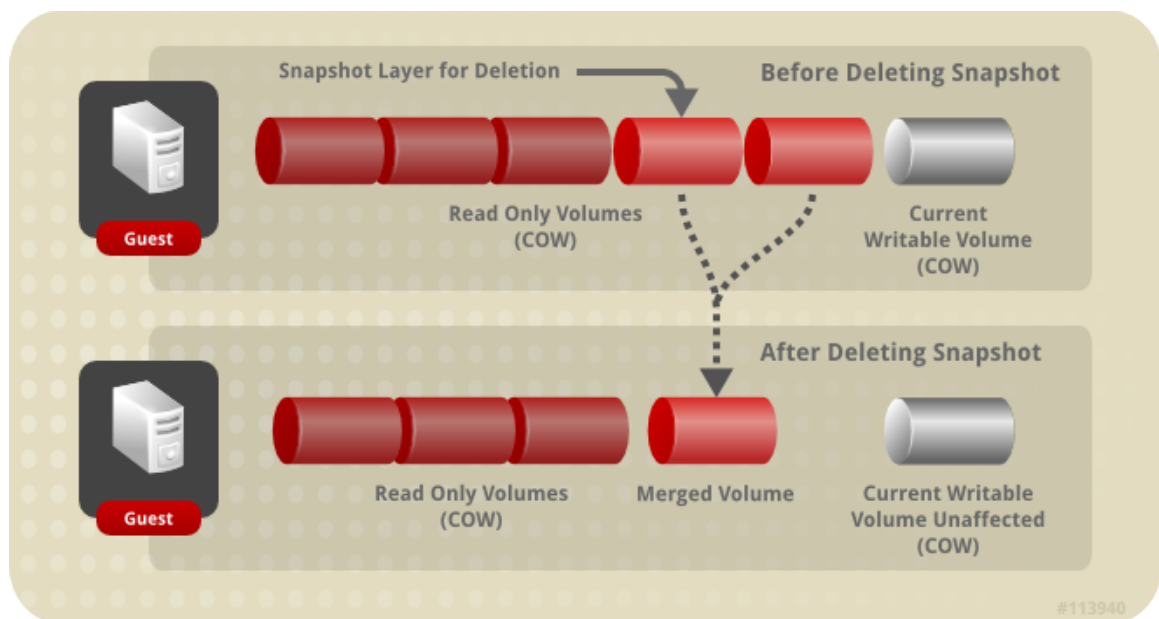 Snapshot Layer for Deletion
Before Deleting Snapshot
Guest
Read Only Volumes
(COW)
Current
Writable Volume
(COW)
After Deleting Snapshot
Guest
Read Only Volumes
(COW)
Merged Volume
Current Writable
Volume Unaffected
(COW)
#113940